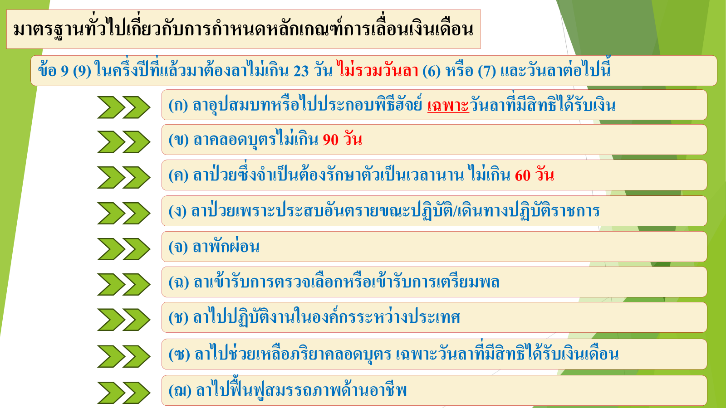 มาตรฐานทั่วไปเกี่ยวกับการกำหนดหลักเกณฑ์การเลื่อนเงินเดือน
ข้อ 9 (9) ในครึ่งปีที่แล้วมาต้องลาไม่เกิน 23 วัน ไม่รวมวันลา (6) หรือ (7) และวันลาต่อไปนี้
(ก) ลาอุปสมบทหรือไปประกอบพิธีฮัจย์ เฉพาะวันลาที่มีสิทธิได้รับเงิน
(ข) ลาคลอดบุตรไม่เกิน 90 วัน
(ค) ลาป่วยซึ่งจำเป็นต้องรักษาตัวเป็นเวลานาน ไม่เกิน 60 วัน
(ง) ลาป่วยเพราะประสบอันตรายขณะปฏิบัติ/เดินทางปฏิบัติราชการ
(จ) ลาพักผ่อน
(ฉ) ลาเข้ารับการตรวจเลือกหรือเข้ารับการเตรียมพล
(ช) ลาไปปฏิบัติงานในองค์กรระหว่างประเทศ
(ซ) ลาไปช่วยเหลือภริยาคลอดบุตร เฉพาะวันลาที่มีสิทธิได้รับเงินเดือน
(ฌ) ลาไปฟื้นฟูสมรรถภาพด้านอาชีพ